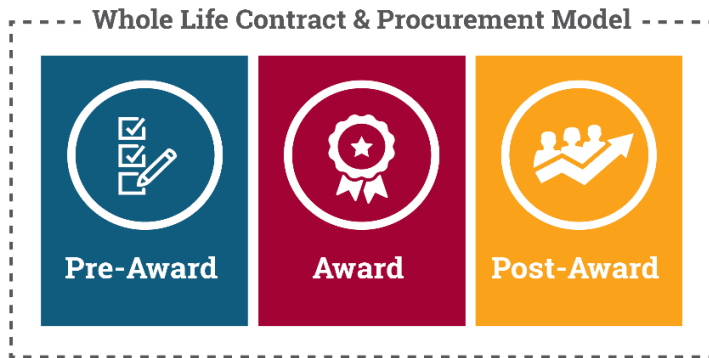 Whole Life Contract & Procurement Model
Pre-Award
Award
Post-Award